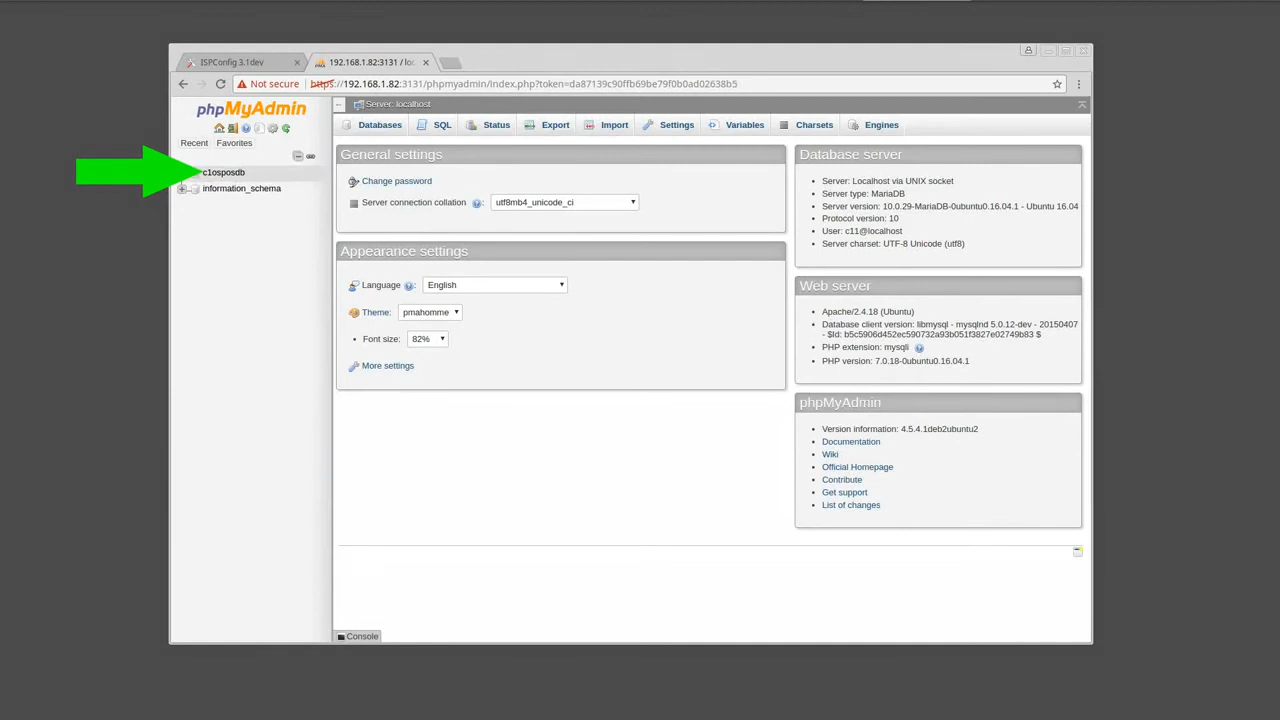 ISPConfig 3.1dev
192.168.1.82:3131 / loc
Not secure https://192.168.1.82:3131/phpmyadmin/index.php?token=da87139c90ffb69be79f0b0ad02638b5
phpMyAdmin
Recent Favorites
c1osposdb
information_schema
Server: localhost
Databases SQL Status Export Import Settings Variables Charsets Engines
General settings
Change password
Server connection collation : utf8mb4_unicode_ci
Appearance settings
Language : English
Theme: pmahomme
Font size: 82%
More settings
Database server
Server: Localhost via UNIX socket
Server type: MariaDB
Server version: 10.0.29-MariaDB-0ubuntu0.16.04.1 - Ubuntu 16.04
Protocol version: 10
User: c11@localhost
Server charset: UTF-8 Unicode (utf8)
Web server
Apache/2.4.18 (Ubuntu)
Database client version: libmysql - mysqlnd 5.0.12-dev - 20150407
- $Id: b5c5906d452ec590732a93b051f3827e02749b83 $
PHP extension: mysqli
PHP version: 7.0.18-0ubuntu0.16.04.1
phpMyAdmin
Version information: 4.5.4.1deb2ubuntu2
Documentation
Wiki
Official Homepage
Contribute
Get support
List of changes
Console